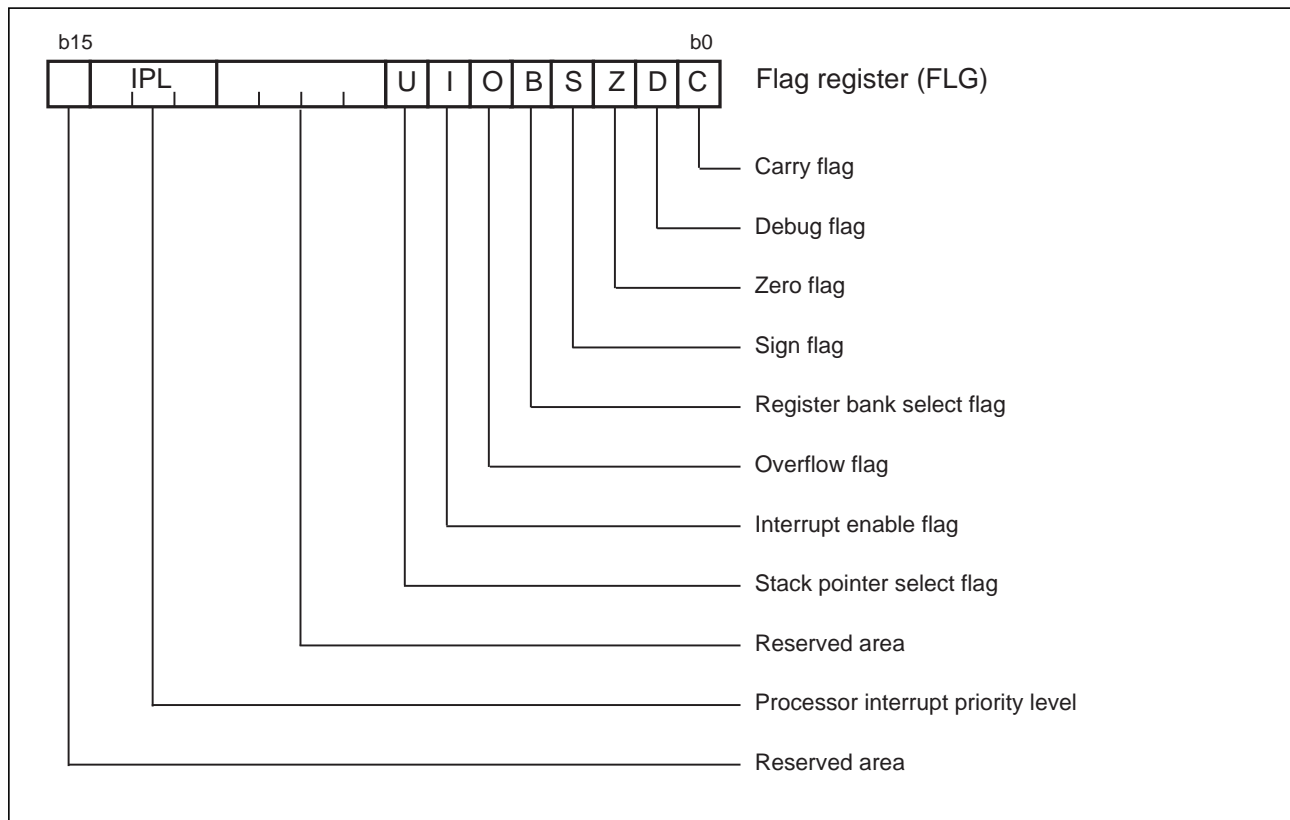 b15 b0
IPL U I O B S Z D C Flag register (FLG)
Carry flag
Debug flag
Zero flag
Sign flag
Register bank select flag
Overflow flag
Interrupt enable flag
Stack pointer select flag
Reserved area
Processor interrupt priority level
Reserved area